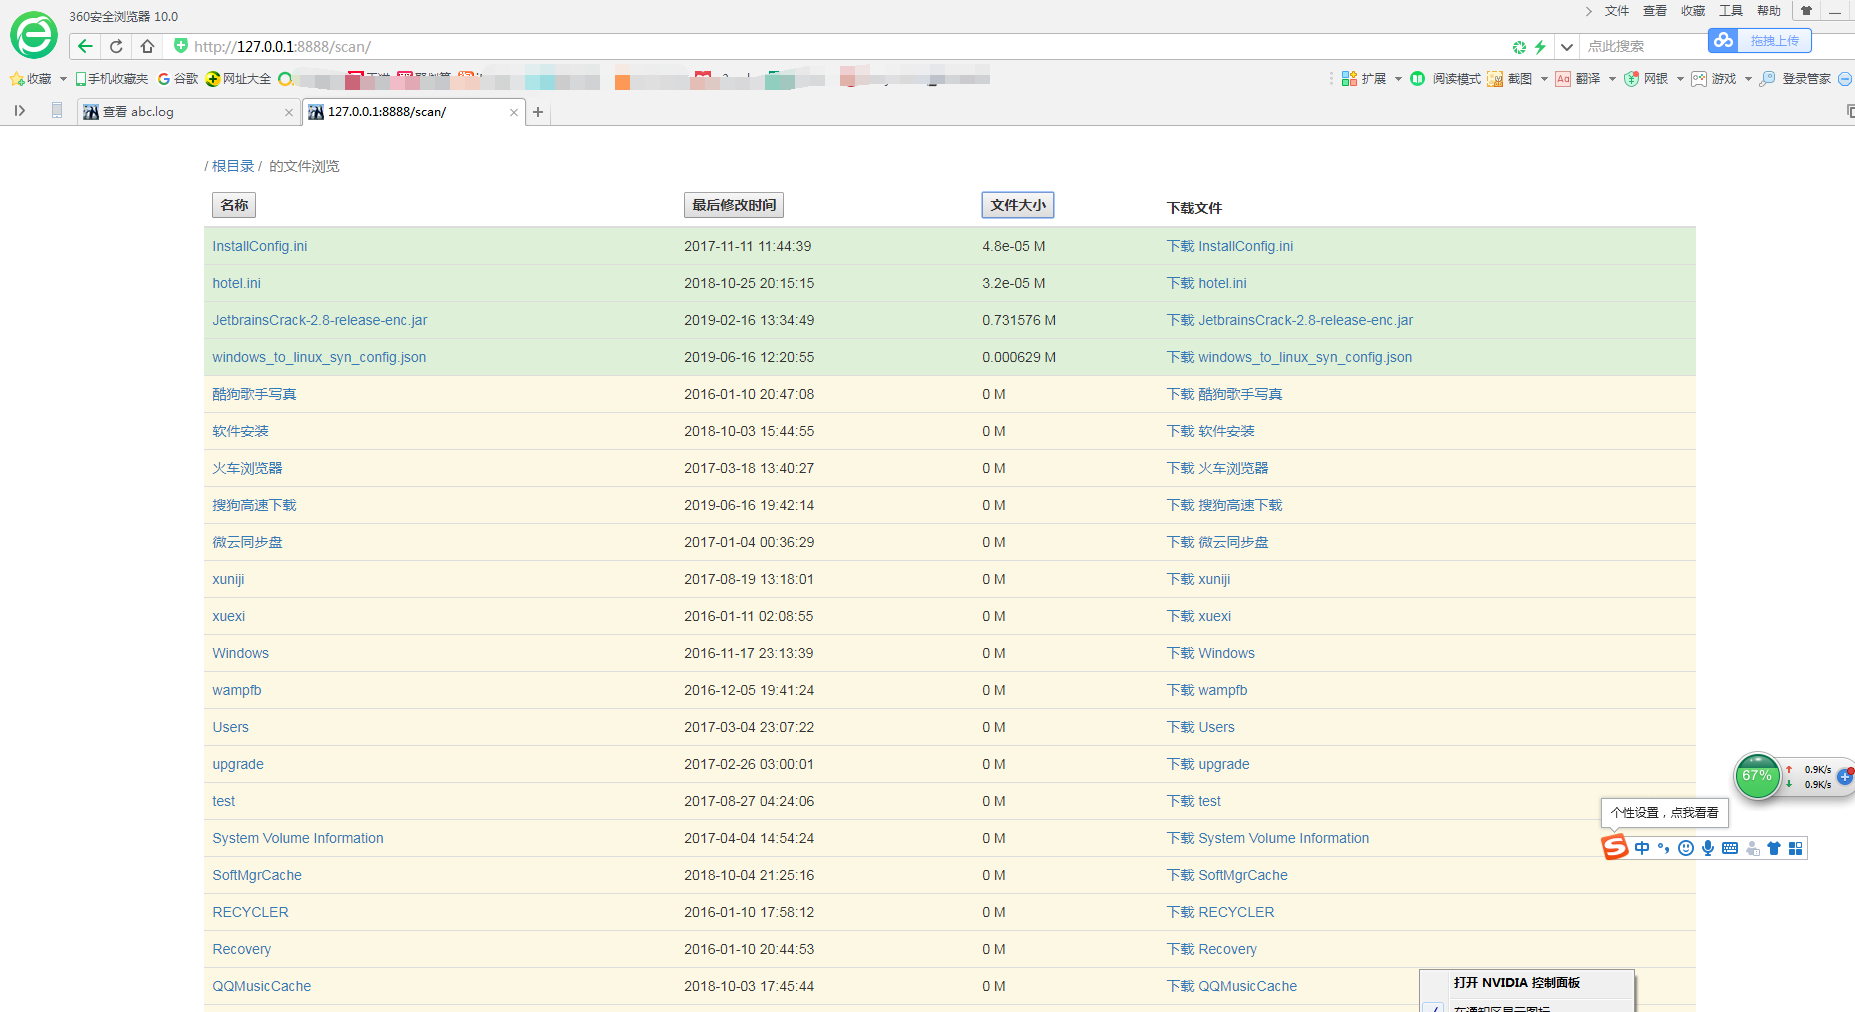 360安全浏览器 10.0
文件 查看 收藏 工具 帮助
http://127.0.0.1:8888/scan/
点此搜索
拖拽上传
收藏 手机收藏夹 G 谷歌 网址大全
扩展 阅读模式 截图 翻译 网银 游戏 登录管家
查看 abc.log
127.0.0.1:8888/scan/
/ 根目录 / 的文件浏览
名称 最后修改时间 文件大小 下载文件
InstallConfig.ini 2017-11-11 11:44:39 4.8e-05 M 下载 InstallConfig.ini
hotel.ini 2018-10-25 20:15:15 3.2e-05 M 下载 hotel.ini
JetbrainsCrack-2.8-release-enc.jar 2019-02-16 13:34:49 0.731576 M 下载 JetbrainsCrack-2.8-release-enc.jar
windows_to_linux_syn_config.json 2019-06-16 12:20:55 0.000629 M 下载 windows_to_linux_syn_config.json
酷狗歌手写真 2016-01-10 20:47:08 0 M 下载 酷狗歌手写真
软件安装 2018-10-03 15:44:55 0 M 下载 软件安装
火车浏览器 2017-03-18 13:40:27 0 M 下载 火车浏览器
搜狗高速下载 2019-06-16 19:42:14 0 M 下载 搜狗高速下载
微云同步盘 2017-01-04 00:36:29 0 M 下载 微云同步盘
xuniji 2017-08-19 13:18:01 0 M 下载 xuniji
xuexi 2016-01-11 02:08:55 0 M 下载 xuexi
Windows 2016-11-17 23:13:39 0 M 下载 Windows
wampfb 2016-12-05 19:41:24 0 M 下载 wampfb
Users 2017-03-04 23:07:22 0 M 下载 Users
upgrade 2017-02-26 03:00:01 0 M 下载 upgrade
67% 0.9K/s
0.9K/s
test 2017-08-27 04:24:06 0 M 下载 test
个性设置，点我看看
System Volume Information 2017-04-04 14:54:24 0 M 下载 System Volume Information
S 中
SoftMgrCache 2018-10-04 21:25:16 0 M 下载 SoftMgrCache
RECYCLER 2016-01-10 17:58:12 0 M 下载 RECYCLER
Recovery 2016-01-10 20:44:53 0 M 下载 Recovery
QQMusicCache 2018-10-03 17:45:44 0 M 下载 QQMusicCache
打开 NVIDIA 控制面板
在通知区显示图标